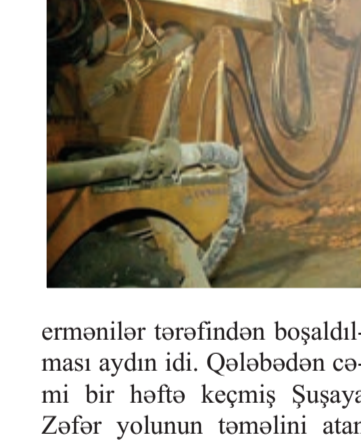 ermənilər tərəfindən boşaldıl-
ması aydın idi. Qələbədən cə-
mi bir həftə keçmiş Şuşaya
Zəfər yolunun təməlini atan